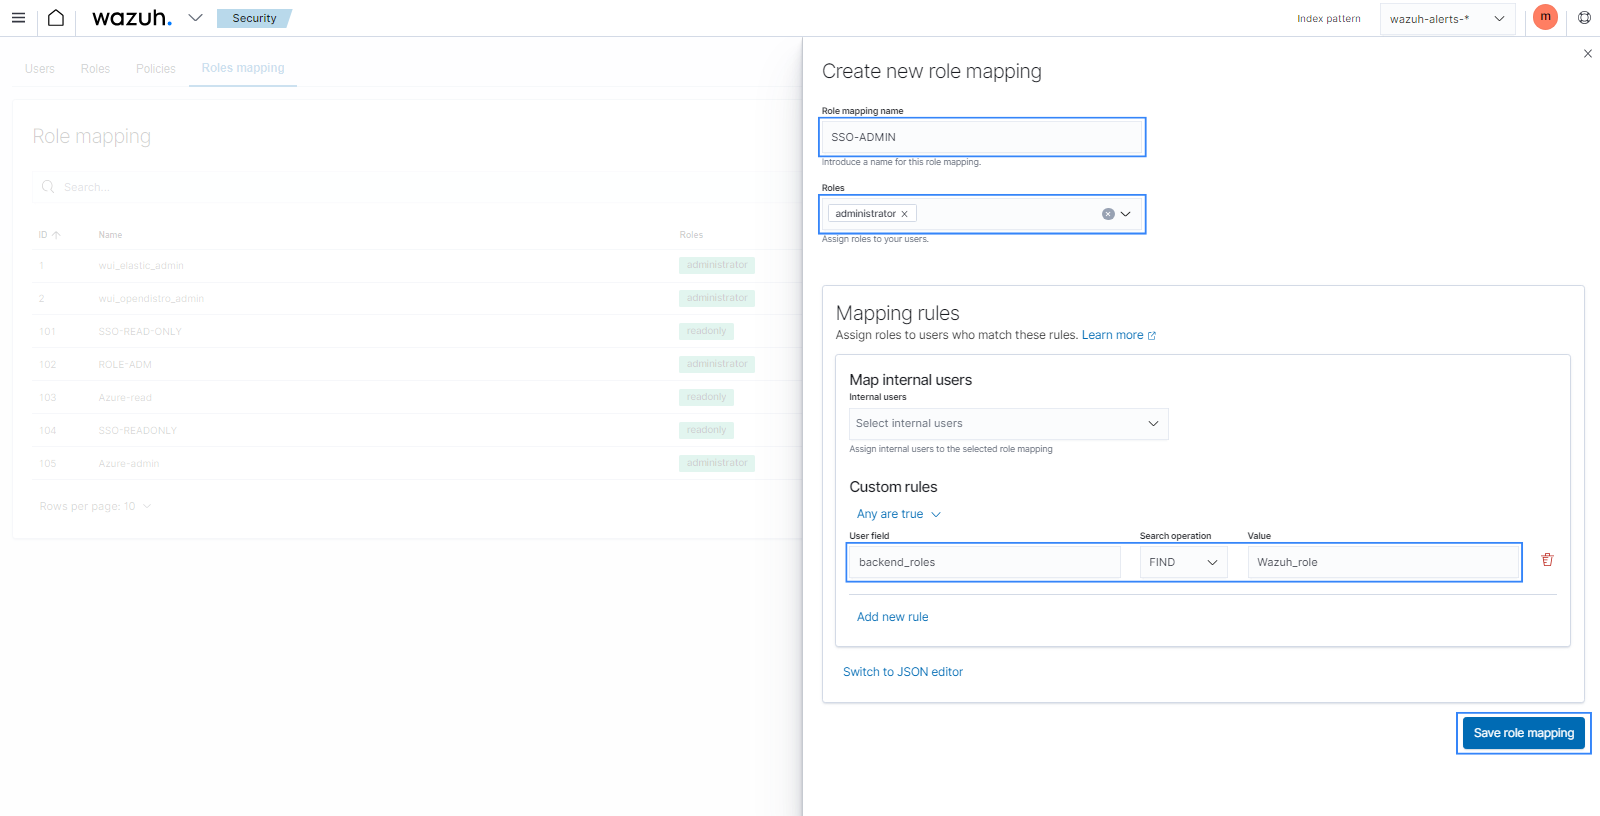 wazuh. Security Index pattern wazuh-alerts-* m
Users Roles Policies Roles mapping
Role mapping
Search...
ID Name Roles
1 wui_elastic_admin administrator
2 wui_opendistro_admin administrator
101 SSO-READ-ONLY readonly
102 ROLE-ADM administrator
103 Azure-read readonly
104 SSO-READONLY readonly
105 Azure-admin administrator
Rows per page: 10
Create new role mapping
Role mapping name
SSO-ADMIN
Introduce a name for this role mapping.
Roles
administrator
Assign roles to your users.
Mapping rules
Assign roles to users who match these rules. Learn more
Map internal users
Internal users
Select internal users
Assign internal users to the selected role mapping
Custom rules
Any are true
User field Search operation Value
backend_roles FIND Wazuh_role
Add new rule
Switch to JSON editor
Save role mapping